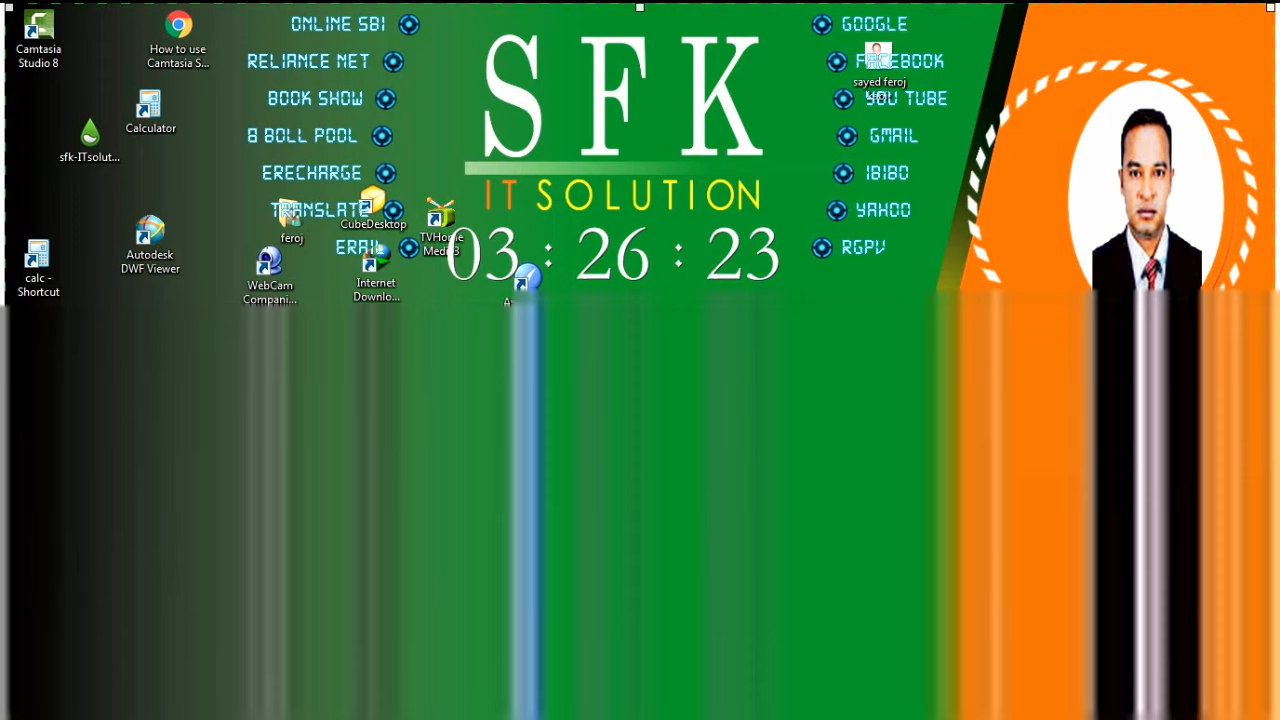 Camtasia
Studio 8
How to use
Camtasia S...
Calculator
sfk-ITsolut...
Autodesk
DWF Viewer
calc -
Shortcut
ONLINE SBI
RELIANCE NET
BOOK SHOW
8 BOLL POOL
ERECHARGE
TRANSLATE
ERAIL
feroj
CubeDesktop
TVHome
WebCam
Compani...
Internet
Downlo...
SFK
IT SOLUTION
03 : 26 : 23
GOOGLE
FACEBOOK
sayed feroj
YOU TUBE
GMAIL
IBIBO
YAHOO
RGPV